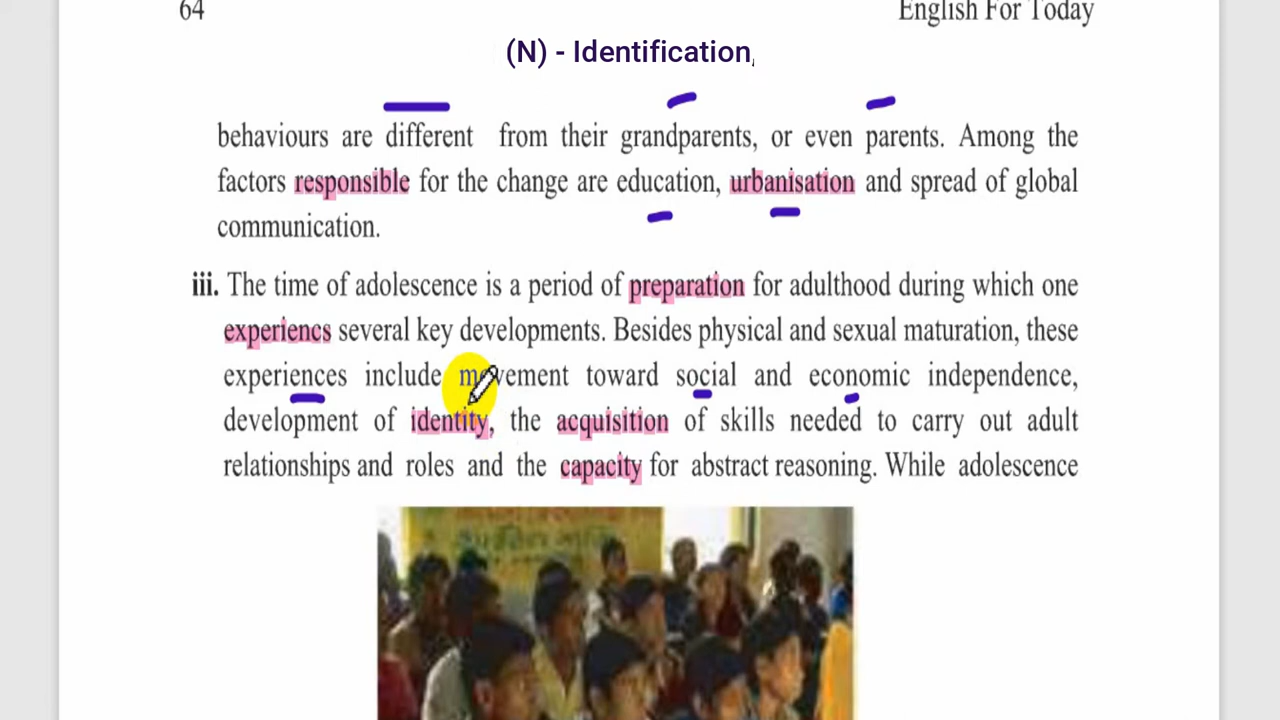 64 English For Today
(N) - Identification,
behaviours are different from their grandparents, or even parents. Among the
factors responsible for the change are education, urbanisation and spread of global
communication.
iii. The time of adolescence is a period of preparation for adulthood during which one
experiencs several key developments. Besides physical and sexual maturation, these
experiences include movement toward social and economic independence,
development of identity, the acquisition of skills needed to carry out adult
relationships and roles and the capacity for abstract reasoning. While adolescence